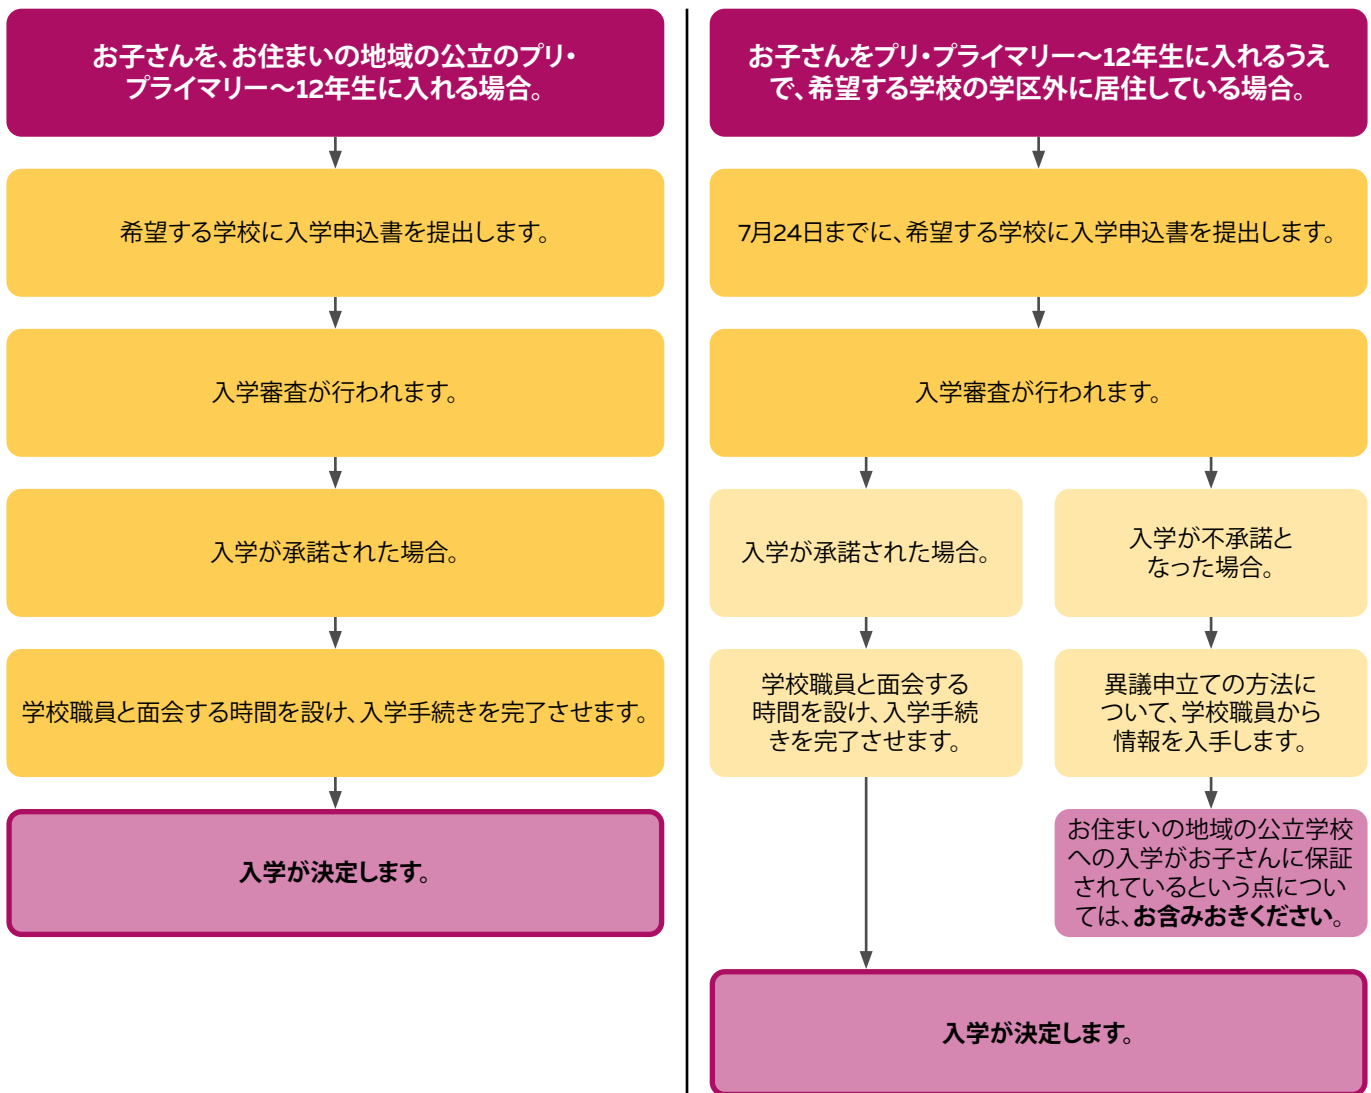 お子さんを、お住まいの地域の公立のプリ・
プライマリー～12年生に入れる場合。
希望する学校に入学申込書を提出します。
入学審査が行われます。
入学が承諾された場合。
学校職員と面会する時間を設け、入学手続きを完了させます。
入学が決定します。
お子さんをプリ・プライマリー～12年生に入れるうえ
で、希望する学校の学区外に居住している場合。
7月24日までに、希望する学校に入学申込書を提出します。
入学審査が行われます。
入学が承諾された場合。
学校職員と面会する
時間を設け、入学手続
きを完了させます。
入学が不承諾と
なった場合。
異議申立ての方法に
ついて、学校職員から
情報を入手します。
お住まいの地域の公立学校
への入学がお子さんに保証
されているという点につい
ては、お含みおきください。
入学が決定します。